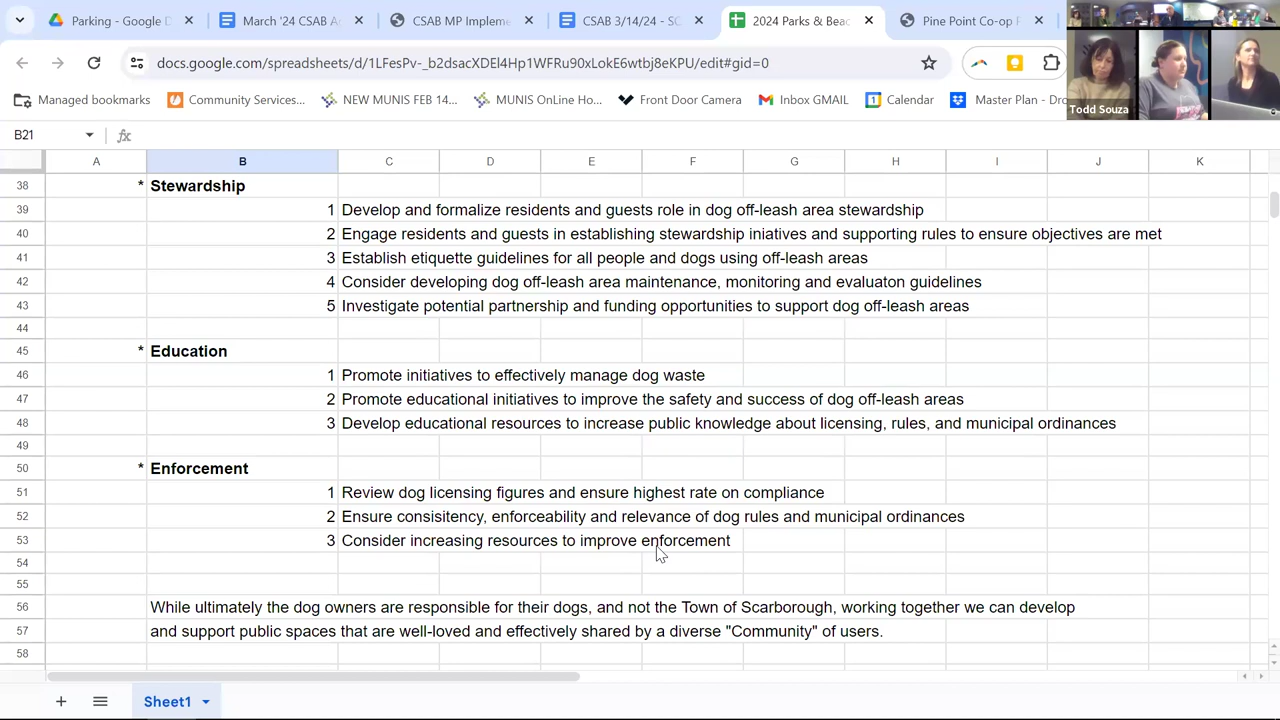 Parking - Google D
March '24 CSAB A
CSAB MP Impleme
CSAB 3/14/24 - SC
2024 Parks & Beac
Pine Point Co-op P
docs.google.com/spreadsheets/d/1LFesPv-_b2dsacXDEl4Hp1WFRu90xLokE6wtbj8eKPU/edit#gid=0
Managed bookmarks
Community Services...
NEW MUNIS FEB 14...
MUNIS OnLine Ho...
Front Door Camera
Inbox GMAIL
Calendar
Master Plan - Dro
Todd Souza
B21
fx
A B C D E F G H I J K
38 * Stewardship
39 1 Develop and formalize residents and guests role in dog off-leash area stewardship
40 2 Engage residents and guests in establishing stewardship iniatives and supporting rules to ensure objectives are met
41 3 Establish etiquette guidelines for all people and dogs using off-leash areas
42 4 Consider developing dog off-leash area maintenance, monitoring and evaluaton guidelines
43 5 Investigate potential partnership and funding opportunities to support dog off-leash areas
44
45 * Education
46 1 Promote initiatives to effectively manage dog waste
47 2 Promote educational initiatives to improve the safety and success of dog off-leash areas
48 3 Develop educational resources to increase public knowledge about licensing, rules, and municipal ordinances
49
50 * Enforcement
51 1 Review dog licensing figures and ensure highest rate on compliance
52 2 Ensure consisitency, enforceability and relevance of dog rules and municipal ordinances
53 3 Consider increasing resources to improve enforcement
54
55
56 While ultimately the dog owners are responsible for their dogs, and not the Town of Scarborough, working together we can develop
57 and support public spaces that are well-loved and effectively shared by a diverse "Community" of users.
58
Sheet1